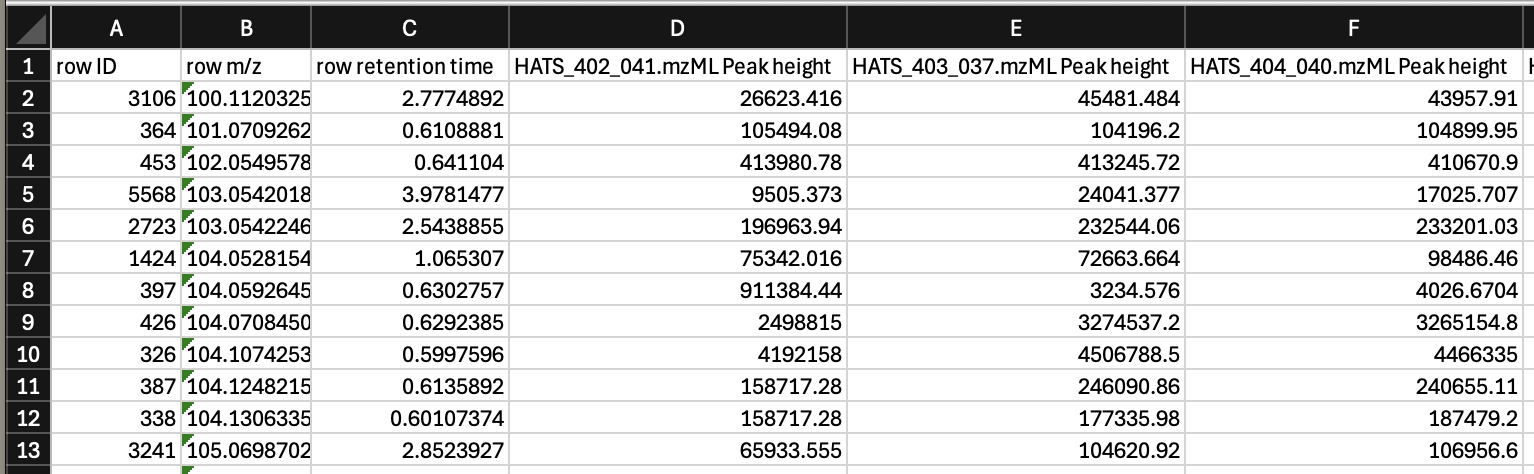 A B C D E F
1 row ID row m/z row retention time HATS_402_041.mzML Peak height HATS_403_037.mzML Peak height HATS_404_040.mzML Peak height
2 3106 100.1120325 2.7774892 26623.416 45481.484 43957.91
3 364 101.0709262 0.6108881 105494.08 104196.2 104899.95
4 453 102.0549578 0.641104 413980.78 413245.72 410670.9
5 5568 103.0542018 3.9781477 9505.373 24041.377 17025.707
6 2723 103.0542246 2.5438855 196963.94 232544.06 233201.03
7 1424 104.0528154 1.065307 75342.016 72663.664 98486.46
8 397 104.0592645 0.6302757 911384.44 3234.576 4026.6704
9 426 104.0708450 0.6292385 2498815 3274537.2 3265154.8
10 326 104.1074253 0.5997596 4192158 4506788.5 4466335
11 387 104.1248215 0.6135892 158717.28 246090.86 240655.11
12 338 104.1306335 0.60107374 158717.28 177335.98 187479.2
13 3241 105.0698702 2.8523927 65933.555 104620.92 106956.6